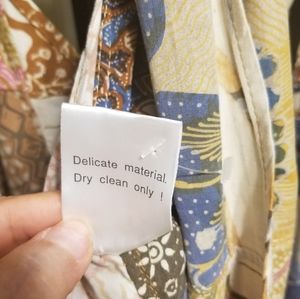 Delicate material.
Dry clean only !